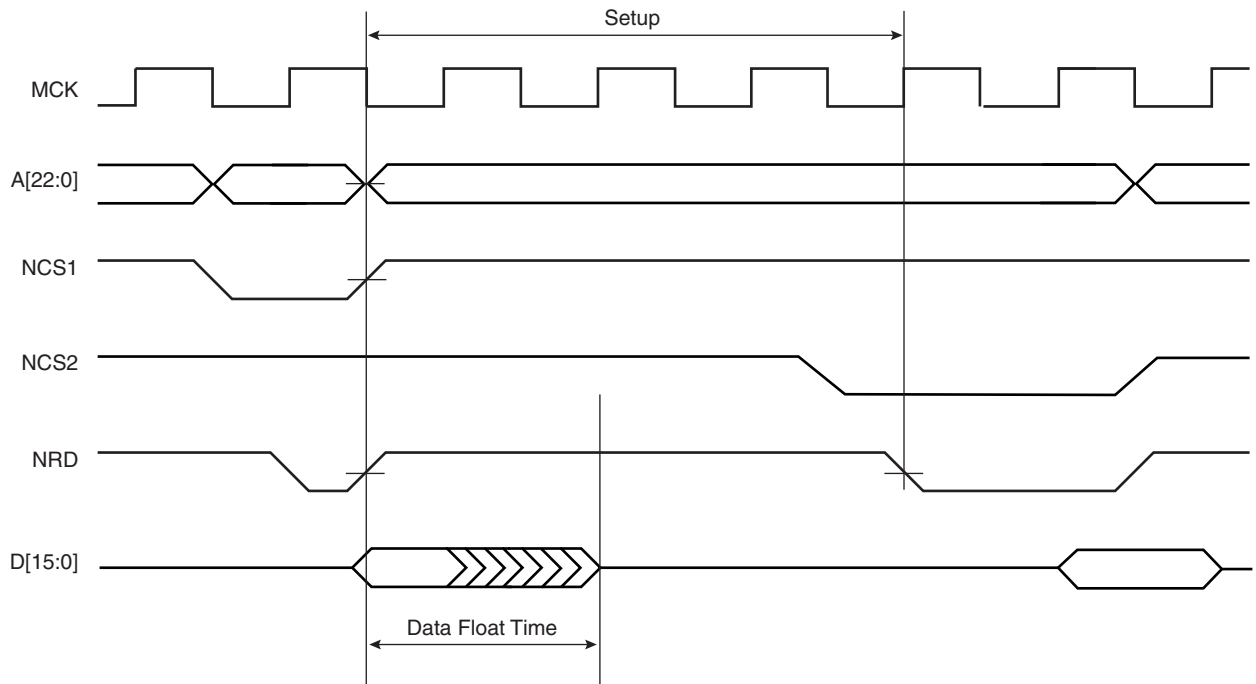 Setup
MCK
A[22:0]
NCS1
NCS2
NRD
D[15:0]
Data Float Time